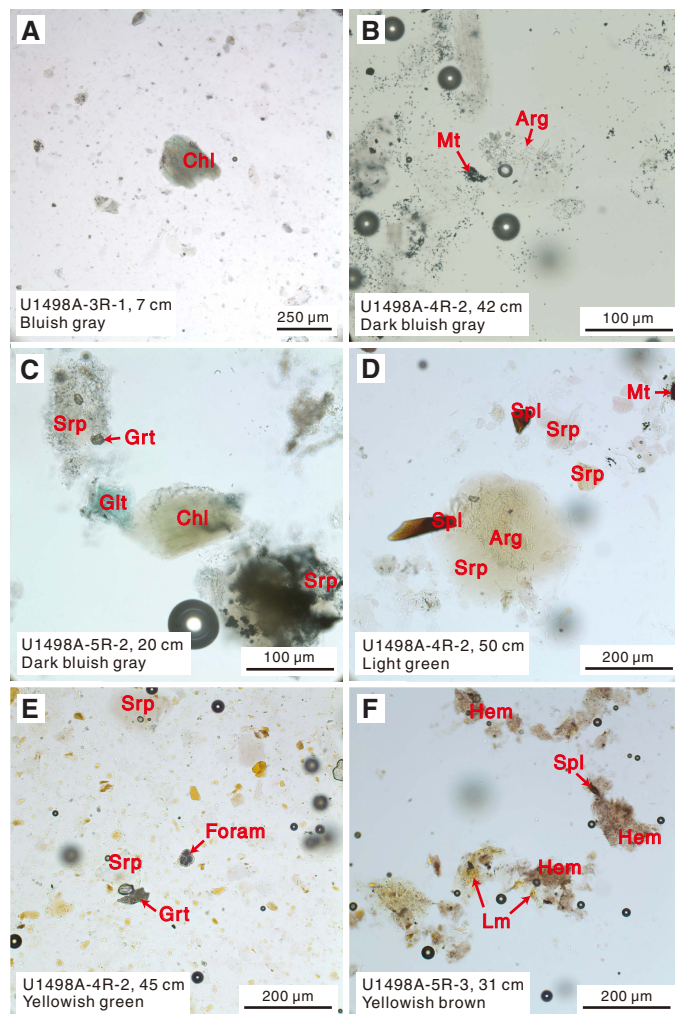 A
Chl
U1498A-3R-1, 7 cm
Bluish gray
250 µm
B
Arg
Mt
U1498A-4R-2, 42 cm
Dark bluish gray
100 µm
C
Srp
Grt
Glt
Chl
Srp
U1498A-5R-2, 20 cm
Dark bluish gray
100 µm
D
Mt
Spl
Srp
Srp
Spl
Arg
Srp
U1498A-4R-2, 50 cm
Light green
200 µm
E
Srp
Foram
Srp
Grt
U1498A-4R-2, 45 cm
Yellowish green
200 µm
F
Hem
Spl
Hem
Hem
Lm
U1498A-5R-3, 31 cm
Yellowish brown
200 µm